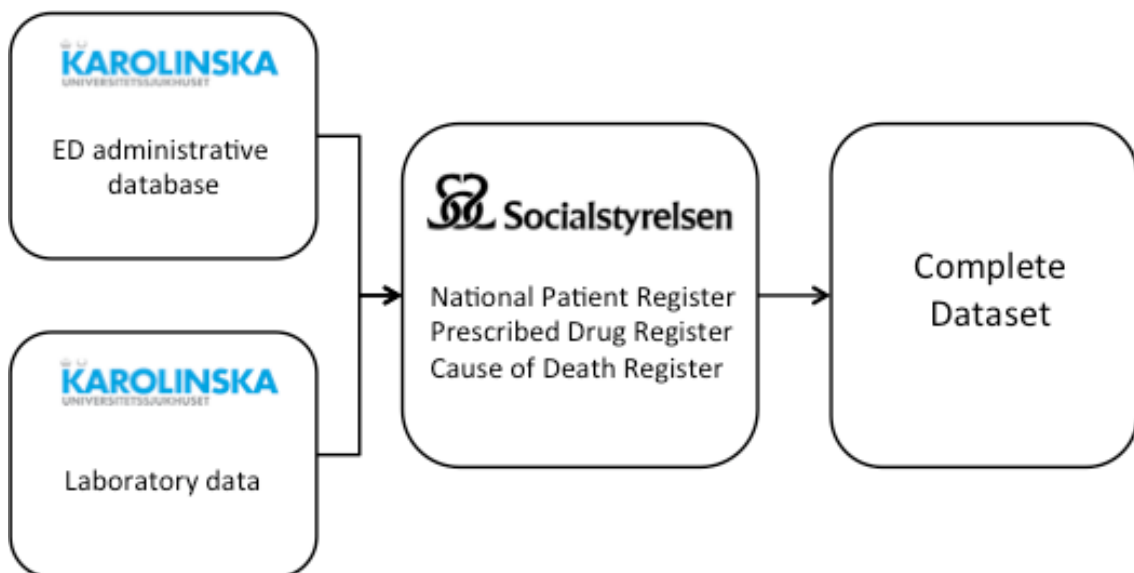 KAROLINSKA
UNIVERSITETSSJUKHUSET
ED administrative
database
KAROLINSKA
UNIVERSITETSSJUKHUSET
Laboratory data
Socialstyrelsen
National Patient Register
Prescribed Drug Register
Cause of Death Register
Complete
Dataset